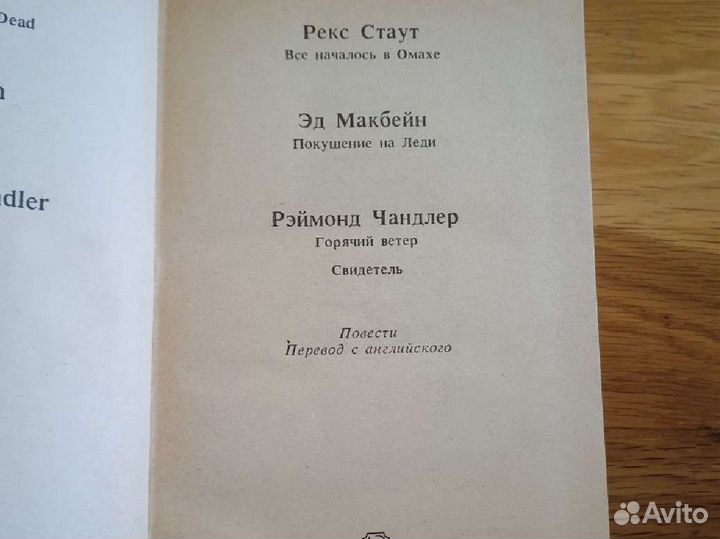 Dead
n
dler
Рекс Стаут
Все началось в Омахе
Эд Макбейн
Покушение на Леди
Рэймонд Чандлер
Горячий ветер
Свидетель
Повести
Перевод с английского
Avito